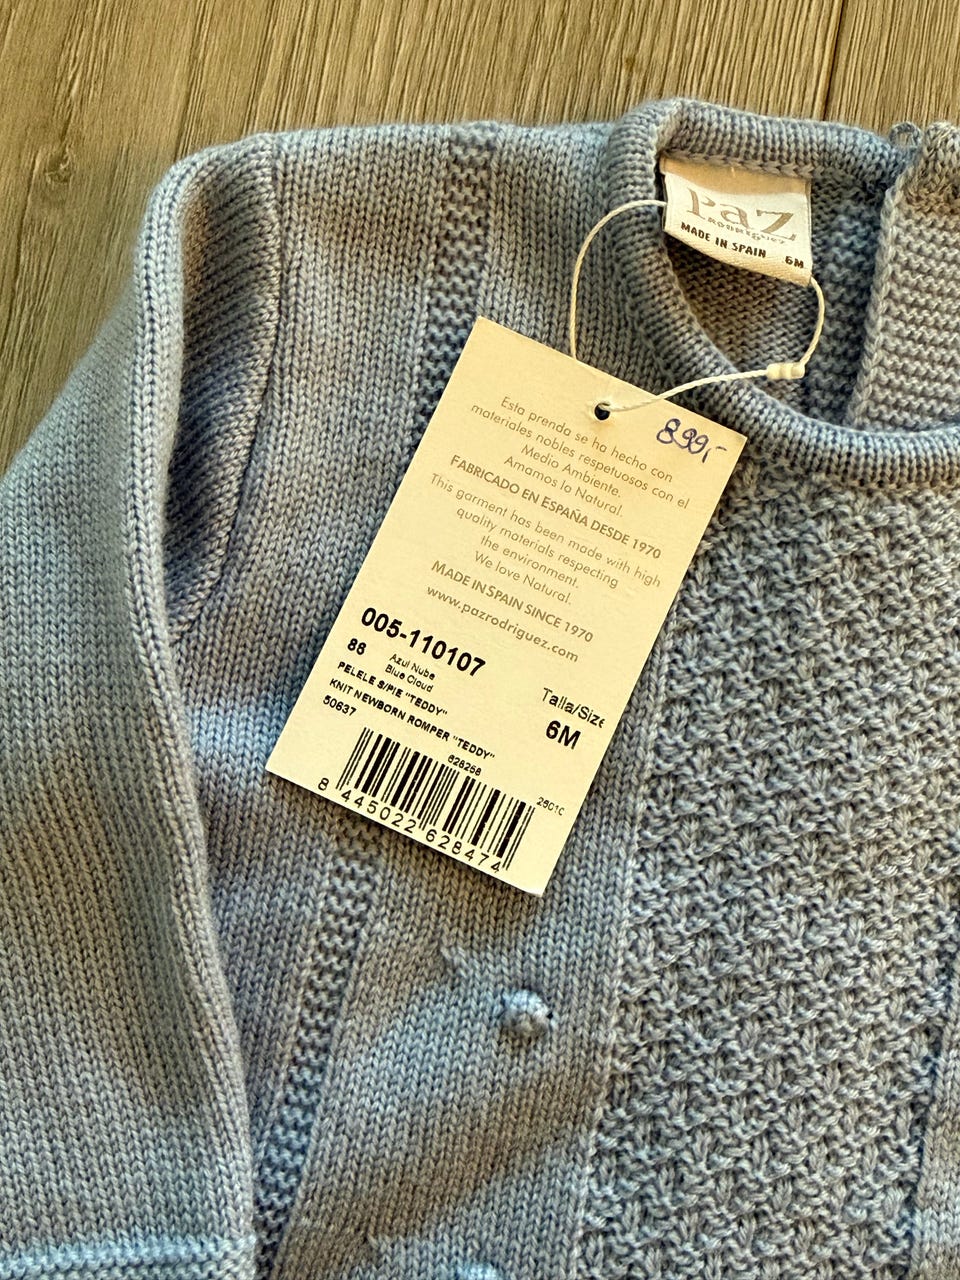 Paz
RODRIGUEZ
MADE IN SPAIN 6M
899,-
Esta prenda se ha hecho con
materiales nobles respetuosos con el
Medio Ambiente.
Amamos lo Natural.
FABRICADO EN ESPAÑA DESDE 1970
This garment has been made with high
quality materials respecting
the environment.
We love Natural.
MADE IN SPAIN SINCE 1970
www.pazrodriguez.com
005-110107
88 Azul Nube
Blue Cloud
Talla/Size
6M
PELELE S/PIE "TEDDY"
KNIT NEWBORN ROMPER "TEDDY"
50637
628258
8 445022 628474